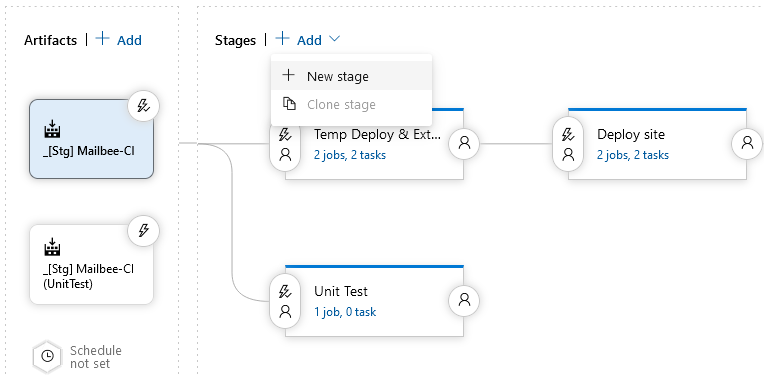 Artifacts | + Add
Stages | + Add
New stage
Clone stage
_[Stg] Mailbee-CI
Temp Deploy & Ext...
2 jobs, 2 tasks
Deploy site
2 jobs, 2 tasks
_[Stg] Mailbee-CI
(UnitTest)
Unit Test
1 job, 0 task
Schedule
not set